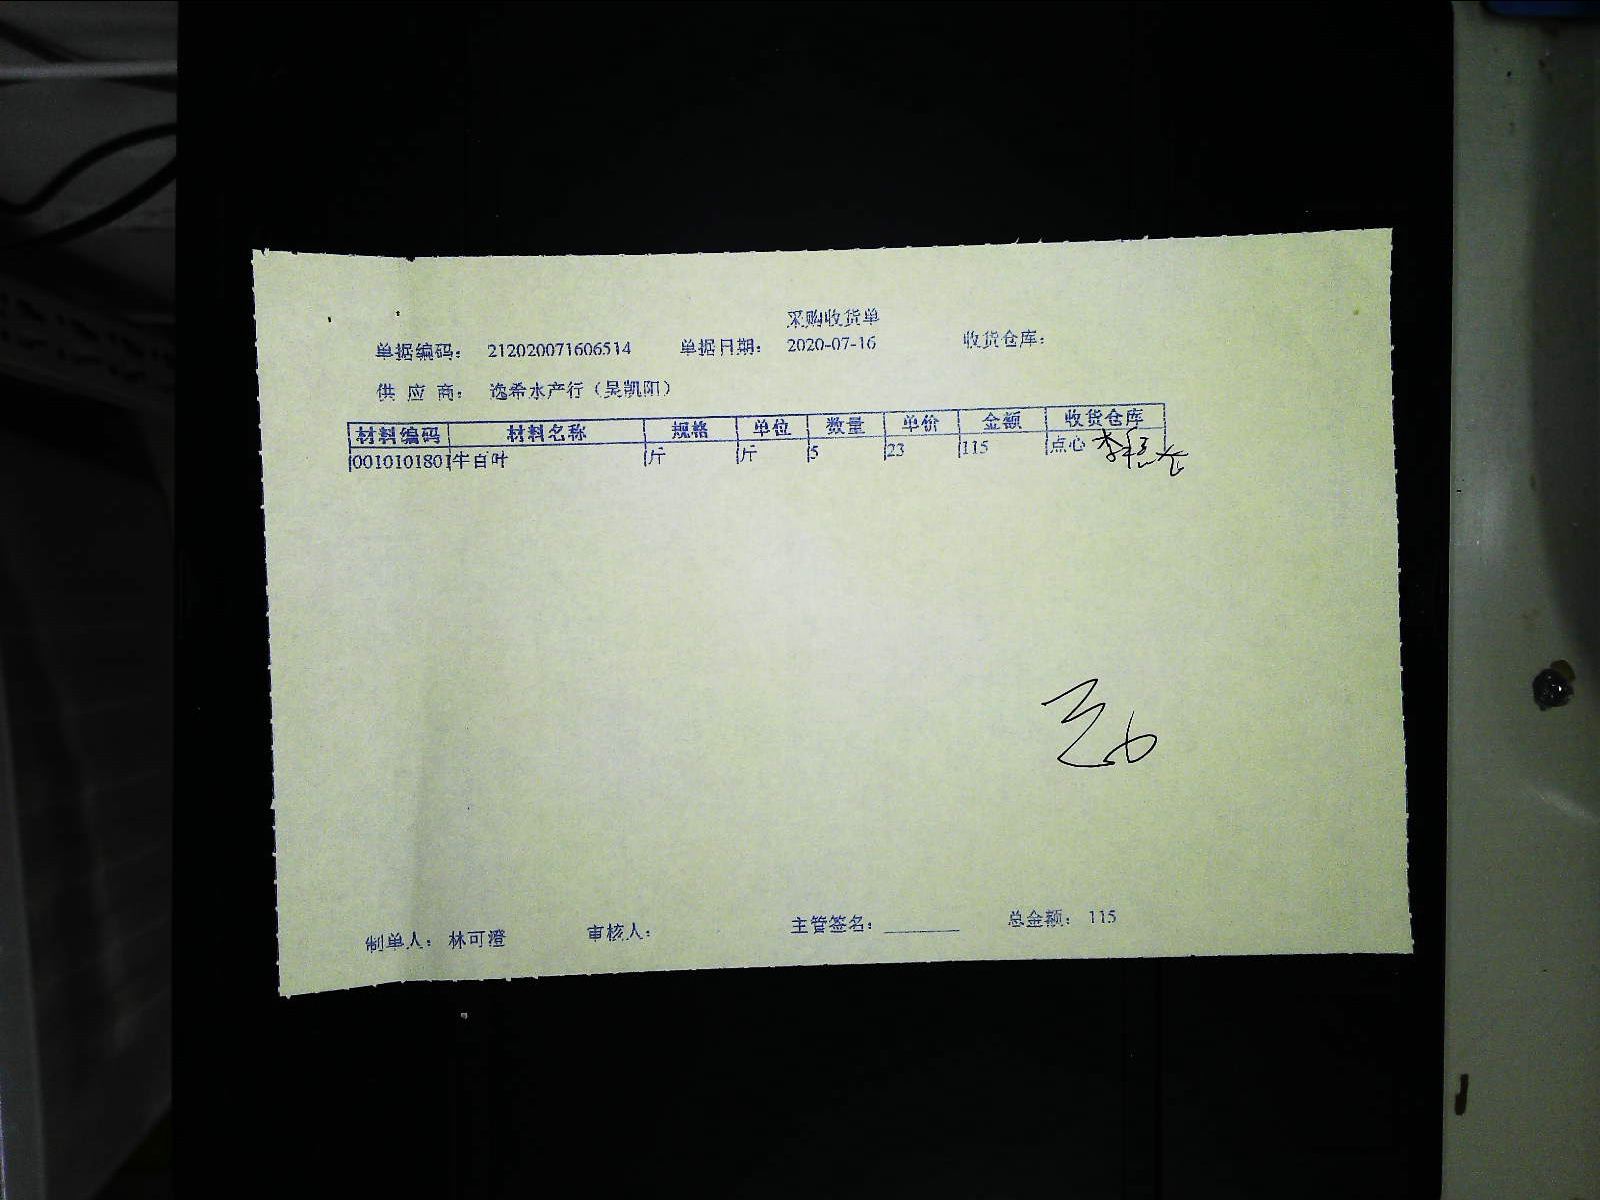 采购收货单
单据编码： 212020071606514 单据日期： 2020-07-16 收货仓库：
供 应 商： 逸希水产行（吴凯阳）
材料编码 材料名称 规格 单位 数量 单价 金额 收货仓库
0010101801 牛百叶 斤 斤 5 23 115 点心
制单人： 林可澄 审核人： 主管签名： 总金额： 115